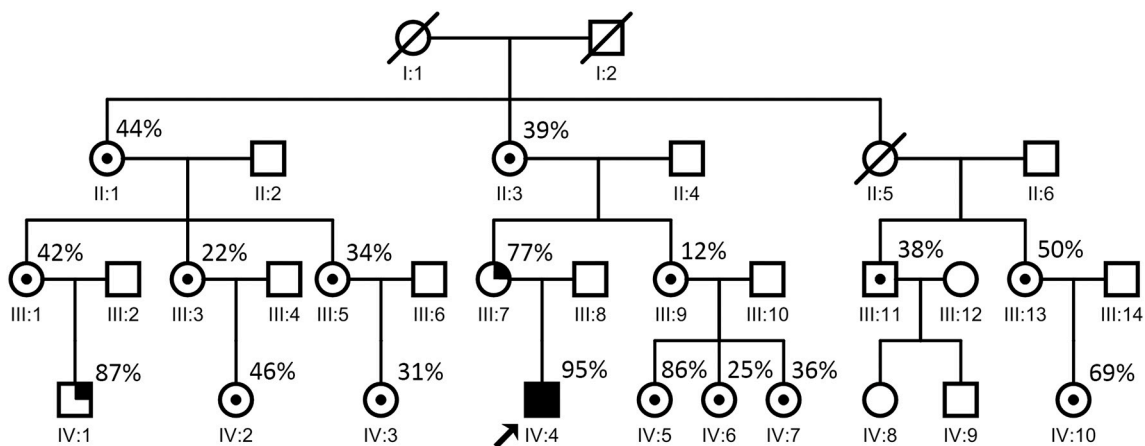 I:1 I:2
44% 39%
II:1 II:2 II:3 II:4 II:5 II:6
42% 22% 34% 77% 12% 38% 50%
III:1 III:2 III:3 III:4 III:5 III:6 III:7 III:8 III:9 III:10 III:11 III:12 III:13 III:14
87% 46% 31% 95% 86% 25% 36% 69%
IV:1 IV:2 IV:3 IV:4 IV:5 IV:6 IV:7 IV:8 IV:9 IV:10